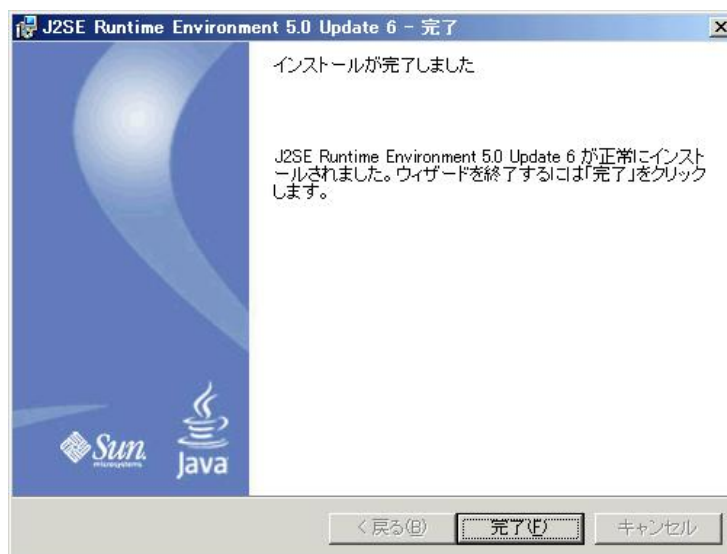 J2SE Runtime Environment 5.0 Update 6 - 完了
インストールが完了しました
J2SE Runtime Environment 5.0 Update 6 が正常にインスト
ールされました。ウィザードを終了するには「完了」をクリック
します。
Sun
microsystems
Java
< 戻る(B)
完了(F)
キャンセル